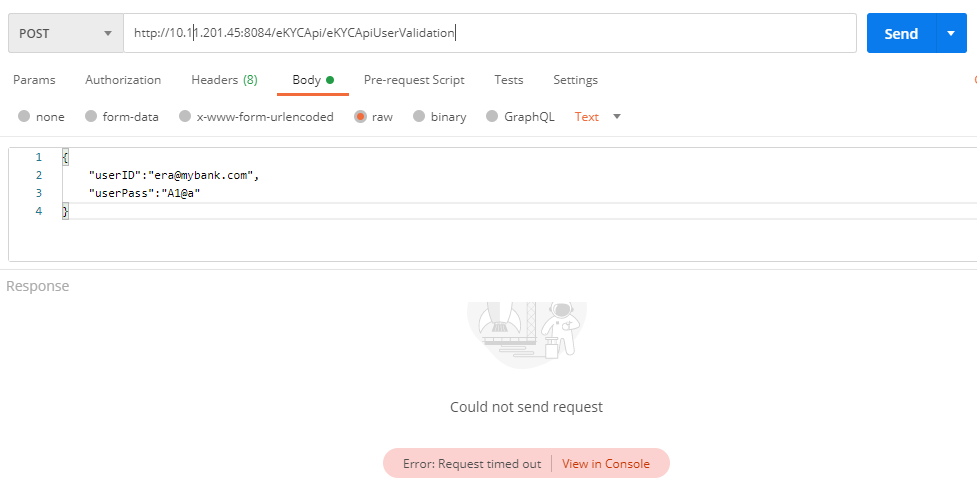 POST http://10.11.201.45:8084/eKYCApi/eKYCApiUserValidation Send
Params Authorization Headers (8) Body Pre-request Script Tests Settings
none form-data x-www-form-urlencoded raw binary GraphQL Text
1 {
2 "userID":"era@mybank.com",
3 "userPass":"A1@a"
4 }
Response
Could not send request
Error: Request timed out View in Console